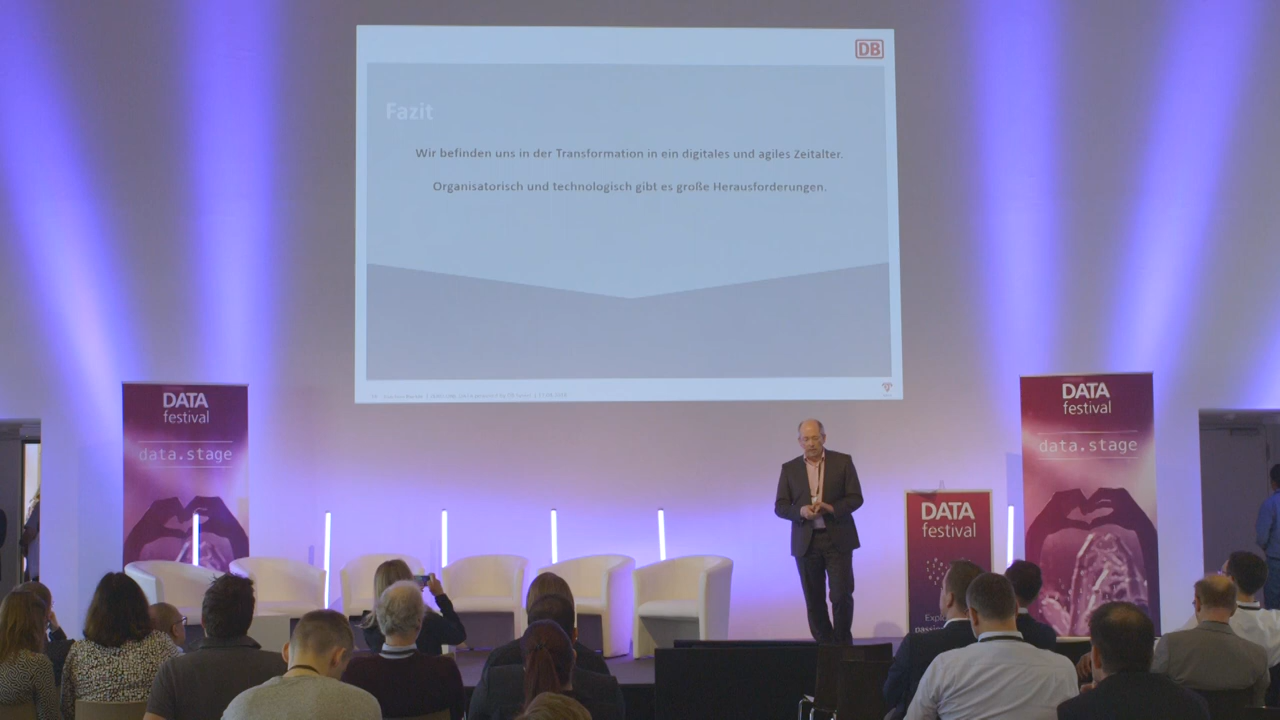 DB
Fazit
Wir befinden uns in der Transformation in ein digitales und agiles Zeitalter.
Organisatorisch und technologisch gibt es große Herausforderungen.
DATA
festival
data.stage
DATA
festival
data.stage
DATA
festival